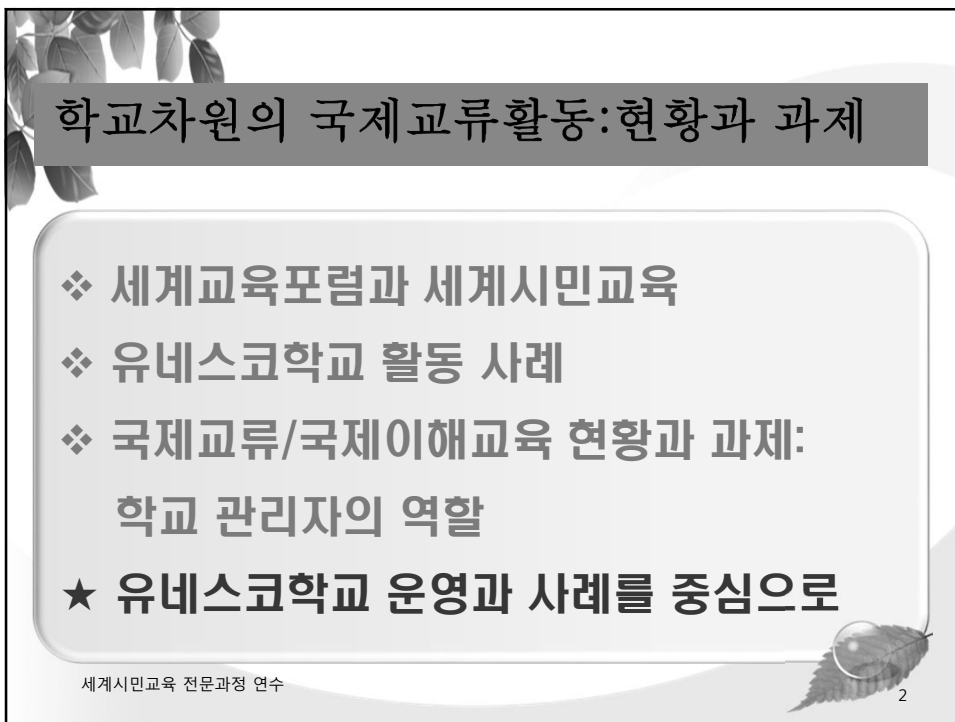 학교차원의 국제교류활동:현황과 과제
❖ 세계교육포럼과 세계시민교육
❖ 유네스코학교 활동 사례
❖ 국제교류/국제이해교육 현황과 과제:
학교 관리자의 역할
★ 유네스코학교 운영과 사례를 중심으로
세계시민교육 전문과정 연수
2